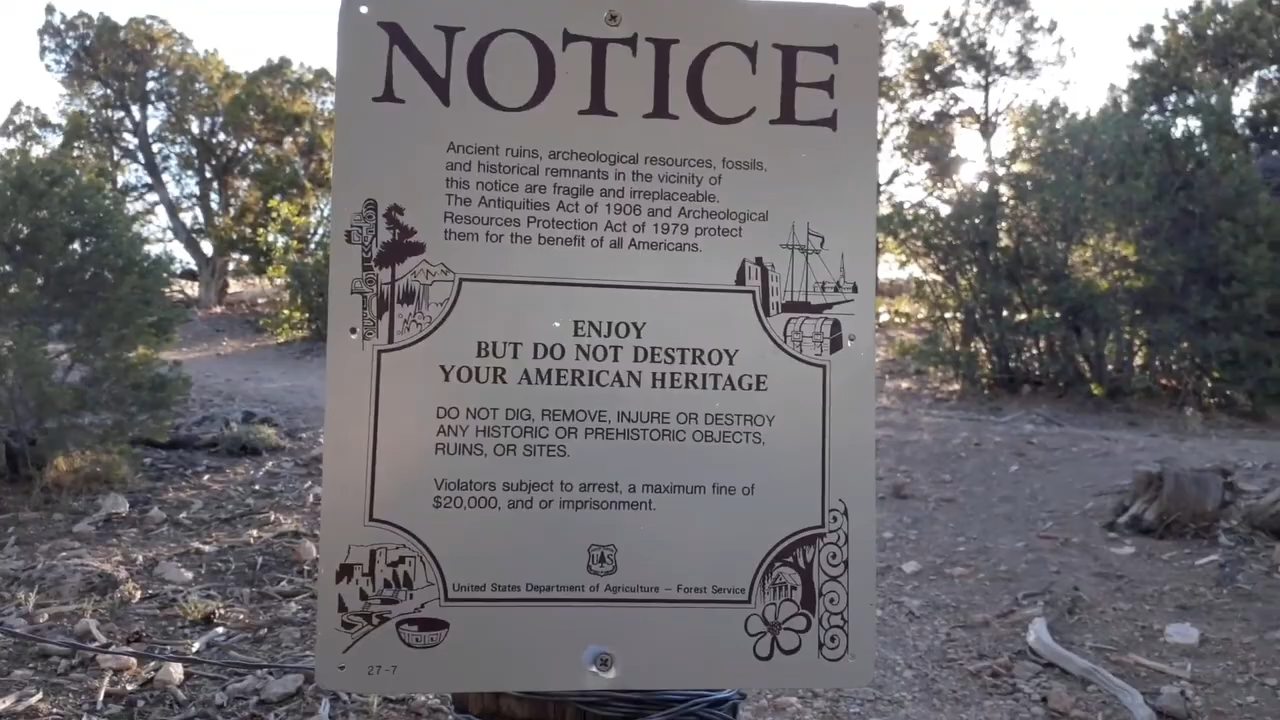 NOTICE
Ancient ruins, archeological resources, fossils,
and historical remnants in the vicinity of
this notice are fragile and irreplaceable.
The Antiquities Act of 1906 and Archeological
Resources Protection Act of 1979 protect
them for the benefit of all Americans.
ENJOY
BUT DO NOT DESTROY
YOUR AMERICAN HERITAGE
DO NOT DIG, REMOVE, INJURE OR DESTROY
ANY HISTORIC OR PREHISTORIC OBJECTS,
RUINS, OR SITES.
Violators subject to arrest, a maximum fine of
$20,000, and or imprisonment.
UAS
United States Department of Agriculture – Forest Service
27-7